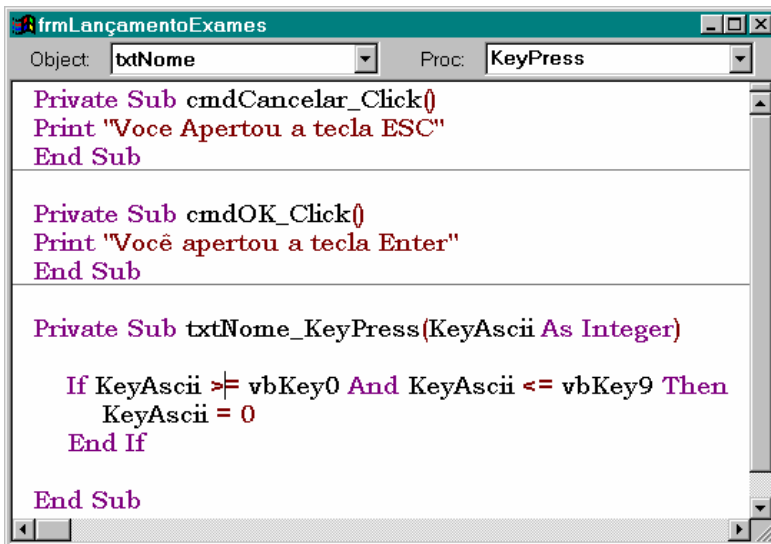 frmLançamentoExames
Object: txtNome Proc: KeyPress
Private Sub cmdCancelar_Click()
Print "Voce Apertou a tecla ESC"
End Sub
Private Sub cmdOK_Click()
Print "Você apertou a tecla Enter"
End Sub
Private Sub txtNome_KeyPress(KeyAscii As Integer)
If KeyAscii >= vbKey0 And KeyAscii <= vbKey9 Then
KeyAscii = 0
End If
End Sub